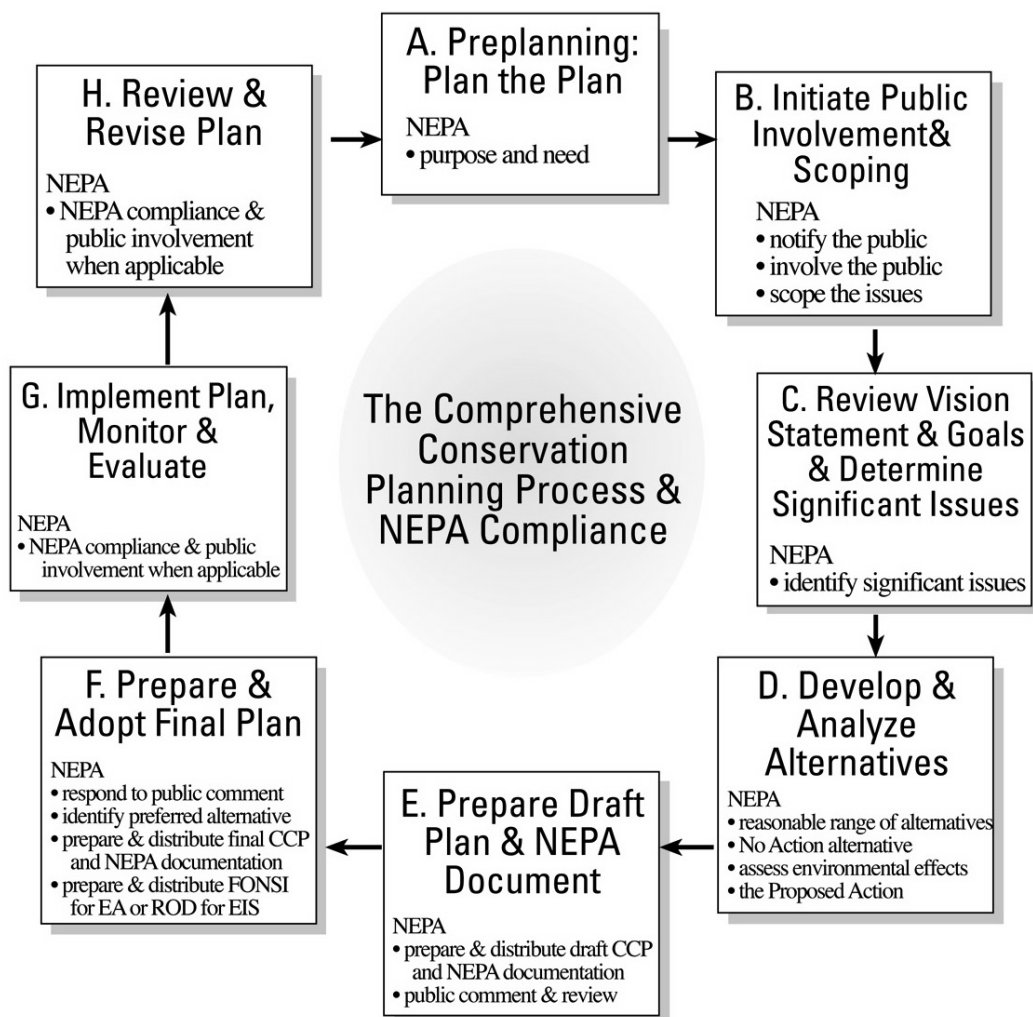 A. Preplanning:
Plan the Plan
NEPA
• purpose and need
B. Initiate Public
Involvement&
Scoping
NEPA
• notify the public
• involve the public
• scope the issues
C. Review Vision
Statement & Goals
& Determine
Significant Issues
NEPA
• identify significant issues
D. Develop &
Analyze
Alternatives
NEPA
• reasonable range of alternatives
• No Action alternative
• assess environmental effects
• the Proposed Action
E. Prepare Draft
Plan & NEPA
Document
NEPA
• prepare & distribute draft CCP
and NEPA documentation
• public comment & review
F. Prepare &
Adopt Final Plan
NEPA
• respond to public comment
• identify preferred alternative
• prepare & distribute final CCP
and NEPA documentation
• prepare & distribute FONSI
for EA or ROD for EIS
G. Implement Plan,
Monitor &
Evaluate
NEPA
• NEPA compliance & public
involvement when applicable
H. Review &
Revise Plan
NEPA
• NEPA compliance &
public involvement
when applicable
The Comprehensive
Conservation
Planning Process &
NEPA Compliance